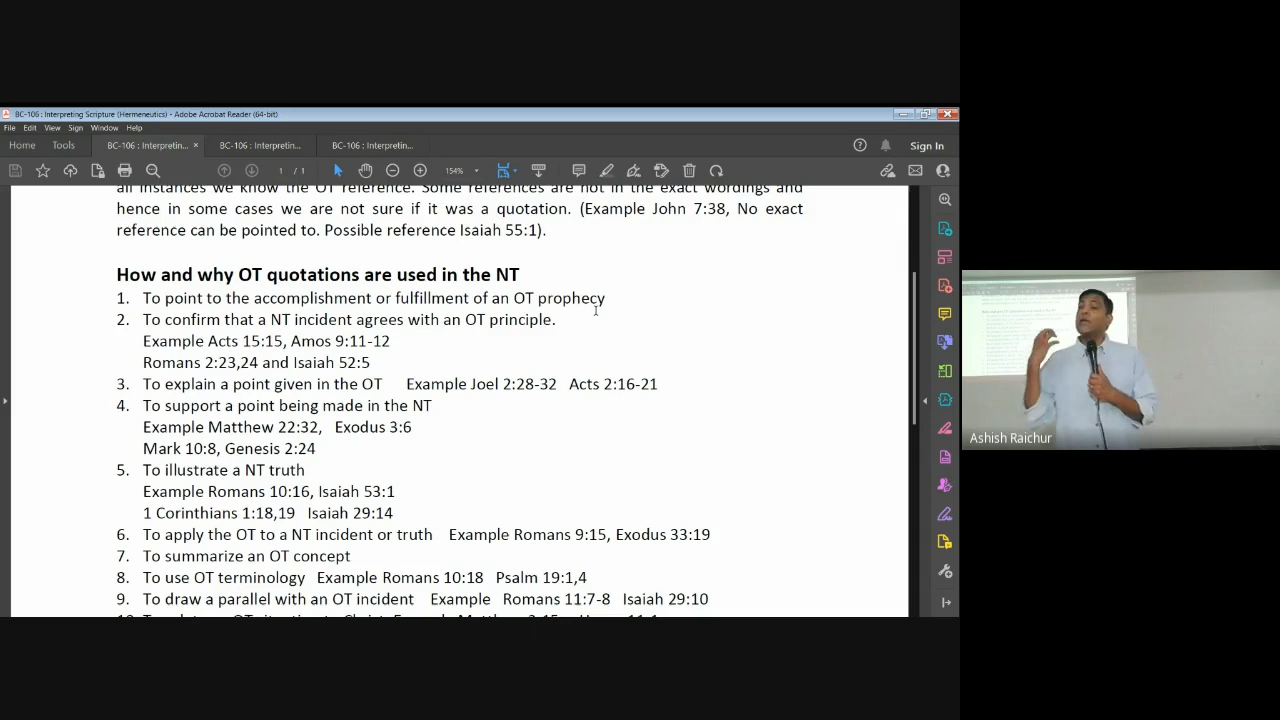 BC-106 : Interpreting Scripture (Hermeneutics) - Adobe Acrobat Reader (64-bit)
File Edit View Sign Window Help
Home Tools BC-106 : Interpretin... × BC-106 : Interpretin... BC-106 : Interpretin... Sign In
1 / 1 154%
all instances we know the OT reference. Some references are not in the exact wordings and
hence in some cases we are not sure if it was a quotation. (Example John 7:38, No exact
reference can be pointed to. Possible reference Isaiah 55:1).
How and why OT quotations are used in the NT
1. To point to the accomplishment or fulfillment of an OT prophecy
2. To confirm that a NT incident agrees with an OT principle.
Example Acts 15:15, Amos 9:11-12
Romans 2:23,24 and Isaiah 52:5
3. To explain a point given in the OT Example Joel 2:28-32 Acts 2:16-21
4. To support a point being made in the NT
Example Matthew 22:32, Exodus 3:6
Mark 10:8, Genesis 2:24
5. To illustrate a NT truth
Example Romans 10:16, Isaiah 53:1
1 Corinthians 1:18,19 Isaiah 29:14
6. To apply the OT to a NT incident or truth Example Romans 9:15, Exodus 33:19
7. To summarize an OT concept
8. To use OT terminology Example Romans 10:18 Psalm 19:1,4
9. To draw a parallel with an OT incident Example Romans 11:7-8 Isaiah 29:10
Ashish Raichur